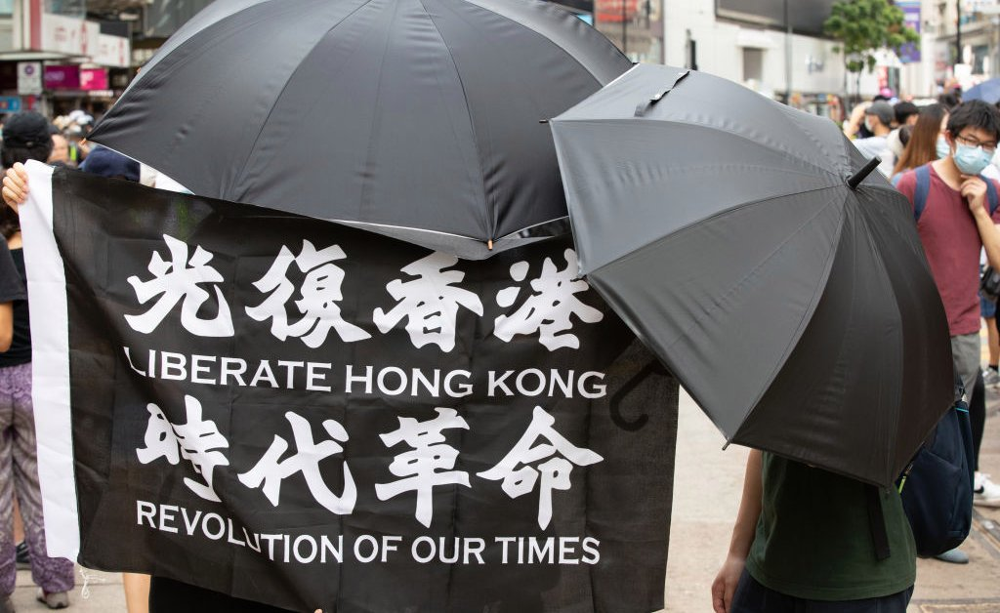 光復香港
LIBERATE HONG KONG
時代革命
REVOLUTION OF OUR TIMES